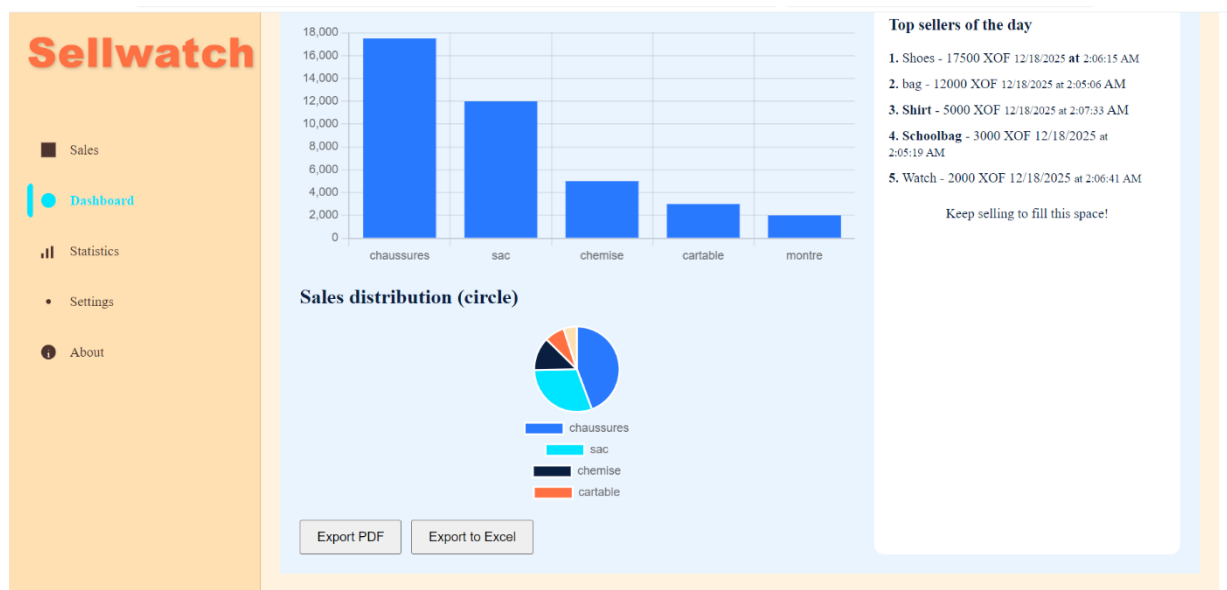 Sellwatch
Sales
Dashboard
Statistics
Settings
About
18,000
16,000
14,000
12,000
10,000
8,000
6,000
4,000
2,000
0
chaussures
sac
chemise
cartable
montre
Sales distribution (circle)
chaussures
sac
chemise
cartable
Export PDF
Export to Excel
Top sellers of the day
1. Shoes - 17500 XOF 12/18/2025 at 2:06:15 AM
2. bag - 12000 XOF 12/18/2025 at 2:05:06 AM
3. Shirt - 5000 XOF 12/18/2025 at 2:07:33 AM
4. Schoolbag - 3000 XOF 12/18/2025 at
2:05:19 AM
5. Watch - 2000 XOF 12/18/2025 at 2:06:41 AM
Keep selling to fill this space!